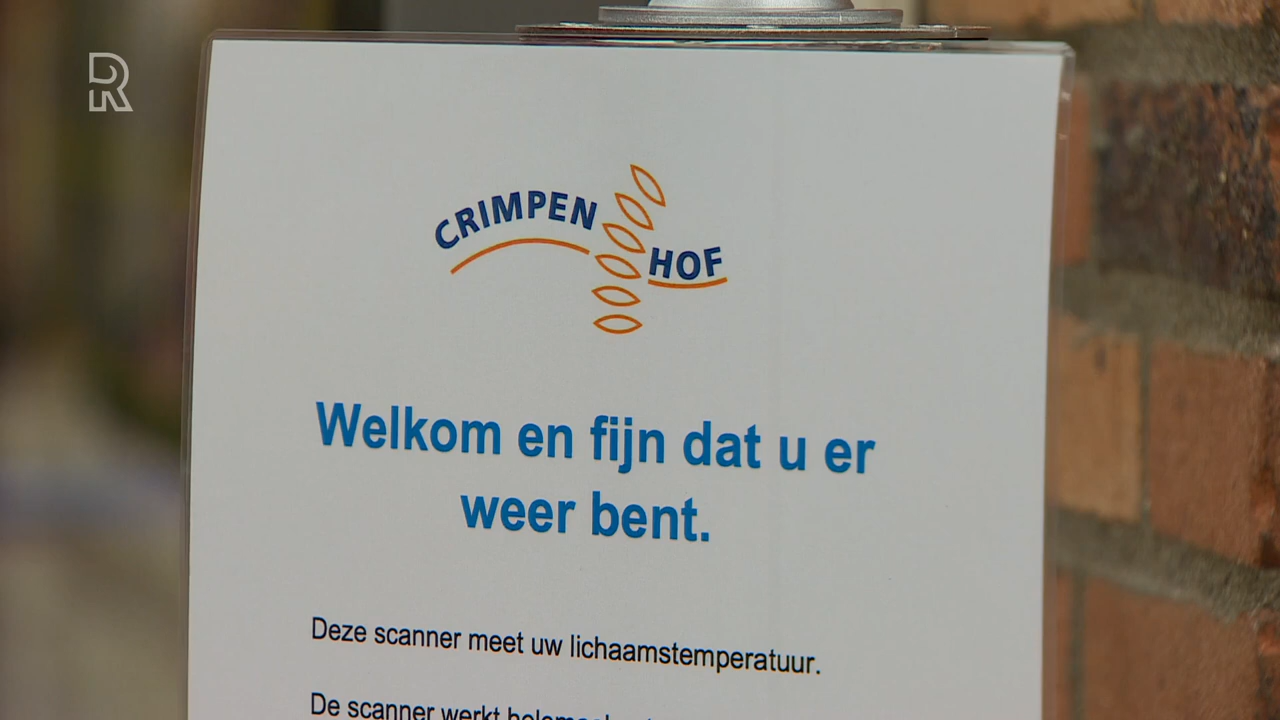 R
CRIMPEN
HOF
Welkom en fijn dat u er
weer bent.
Deze scanner meet uw lichaamstemperatuur.
De scanner werkt